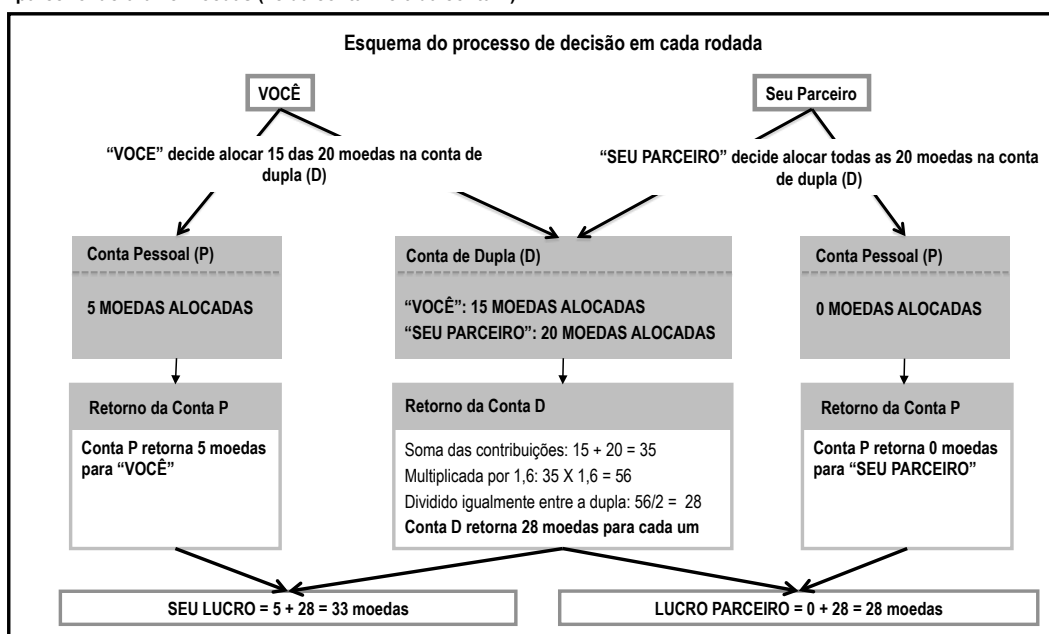 Esquema do processo de decisão em cada rodada
VOCÊ
Seu Parceiro
“VOCE” decide alocar 15 das 20 moedas na conta de
dupla (D)
“SEU PARCEIRO” decide alocar todas as 20 moedas na conta
de dupla (D)
Conta Pessoal (P)
5 MOEDAS ALOCADAS
Conta de Dupla (D)
“VOCÊ”: 15 MOEDAS ALOCADAS
“SEU PARCEIRO”: 20 MOEDAS ALOCADAS
Conta Pessoal (P)
0 MOEDAS ALOCADAS
Retorno da Conta P
Conta P retorna 5 moedas
para “VOCÊ”
Retorno da Conta D
Soma das contribuições: 15 + 20 = 35
Multiplicada por 1,6: 35 X 1,6 = 56
Dividido igualmente entre a dupla: 56/2 = 28
Conta D retorna 28 moedas para cada um
Retorno da Conta P
Conta P retorna 0 moedas
para “SEU PARCEIRO”
SEU LUCRO = 5 + 28 = 33 moedas
LUCRO PARCEIRO = 0 + 28 = 28 moedas